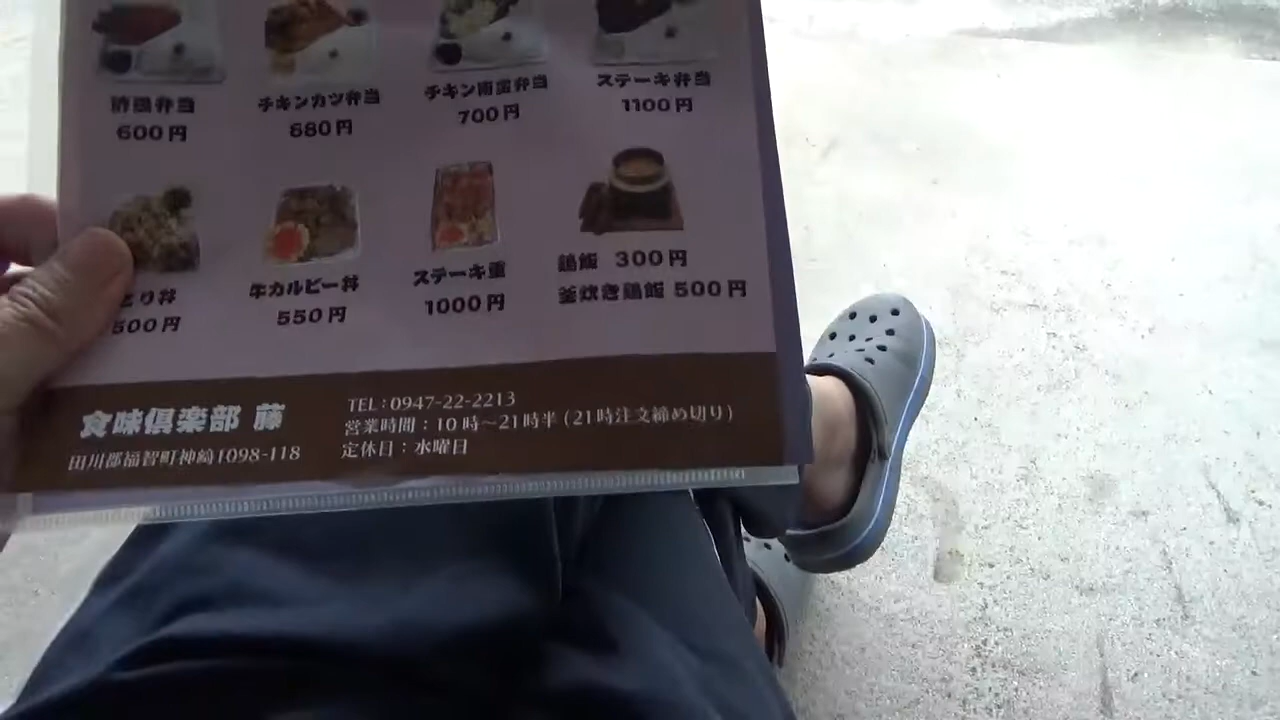 弁当
600円
チキンカツ弁当
680円
チキン南蛮弁当
700円
ステーキ弁当
1100円
とり丼
500円
牛カルビー丼
550円
ステーキ重
1000円
鶏飯 300円
釜炊き鶏飯 500円
食味倶楽部 藤
田川郡福智町神崎1098-118
TEL:0947-22-2213
営業時間:10時〜21時半(21時注文締め切り)
定休日:水曜日